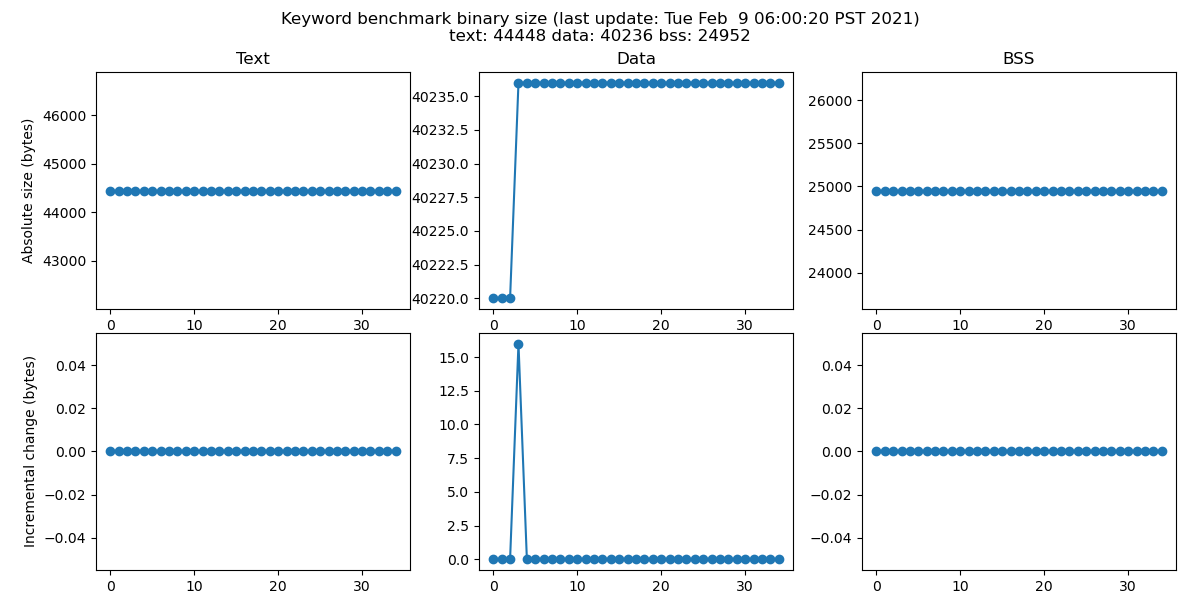 Keyword benchmark binary size (last update: Tue Feb  9 06:00:20 PST 2021)
text: 44448 data: 40236 bss: 24952
Text
Data
BSS
Absolute size (bytes)
46000
45000
44000
43000
0 10 20 30
40235.0
40232.5
40230.0
40227.5
40225.0
40222.5
40220.0
0 10 20 30
26000
25500
25000
24500
24000
0 10 20 30
Incremental change (bytes)
0.04
0.02
0.00
−0.02
−0.04
0 10 20 30
15.0
12.5
10.0
7.5
5.0
2.5
0.0
0 10 20 30
0.04
0.02
0.00
−0.02
−0.04
0 10 20 30